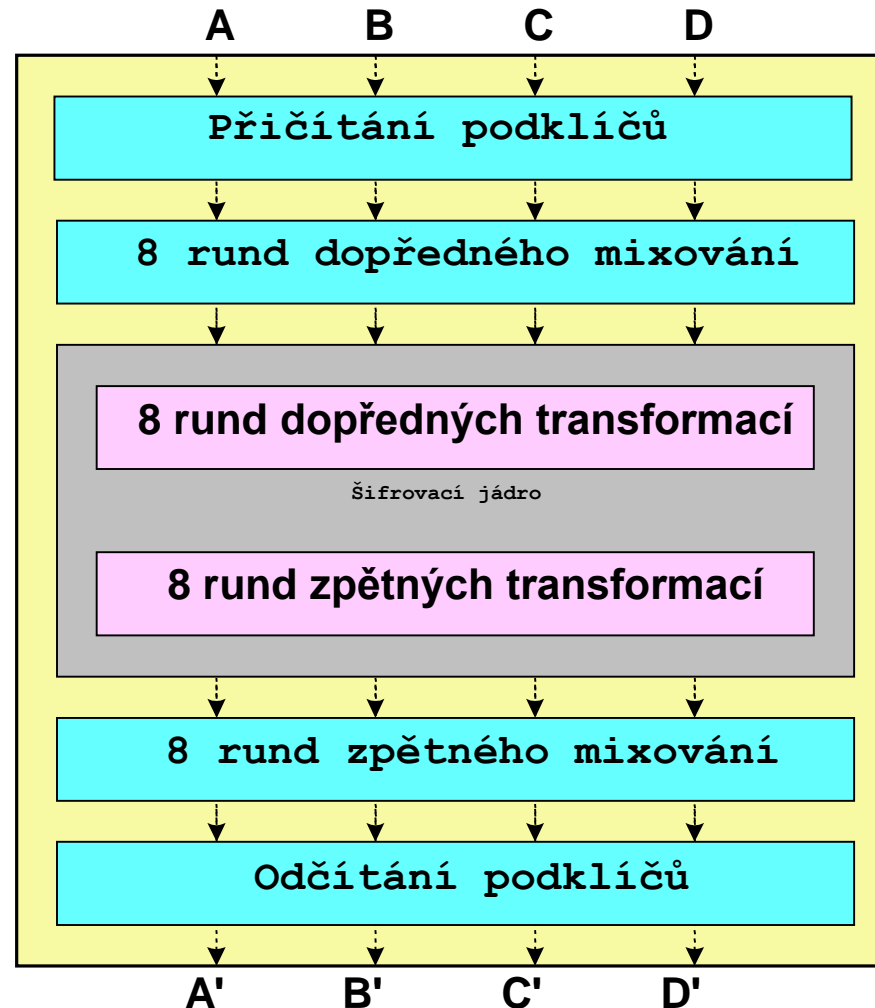 A B C D
Přičítání podklíčů
8 rund dopředného mixování
8 rund dopředných transformací
Šifrovací jádro
8 rund zpětných transformací
8 rund zpětného mixování
Odčítání podklíčů
A' B' C' D'